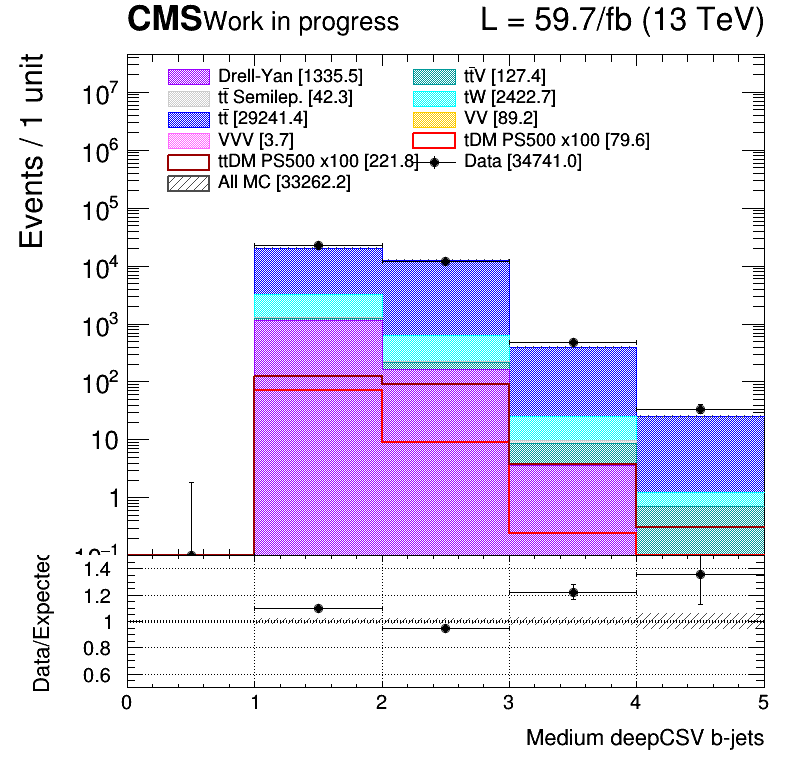 CMS Work in progress L = 59.7/fb (13 TeV)
Events / 1 unit
Drell-Yan [1335.5] tt̄V [127.4]
tt̄ Semilep. [42.3] tW [2422.7]
tt̄ [29241.4] VV [89.2]
VVV [3.7] tDM PS500 x100 [79.6]
ttDM PS500 x100 [221.8] Data [34741.0]
All MC [33262.2]
10⁷
10⁶
10⁵
10⁴
10³
10²
10
1
10⁻¹
Data/Expected
1.4
1.2
1
0.8
0.6
0 1 2 3 4 5
Medium deepCSV b-jets